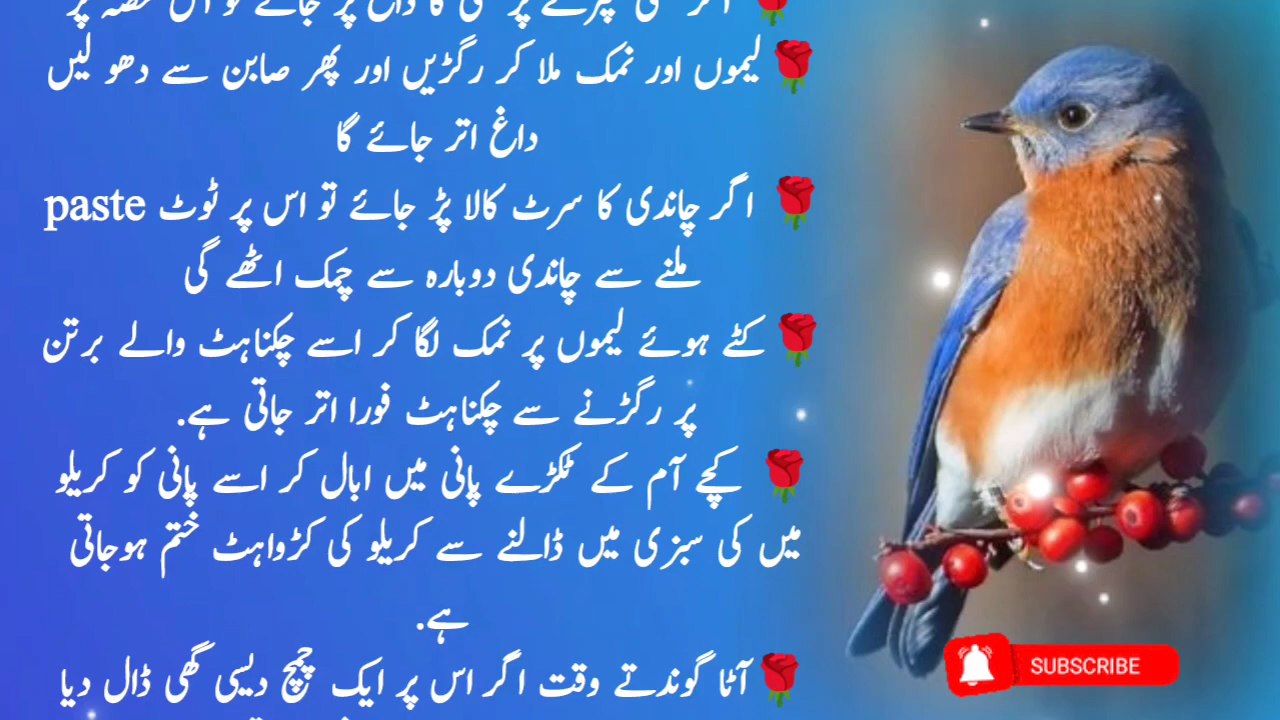 🌹 لیموں اور نمک ملا کر رگڑیں اور پھر صابن سے دھو لیں
داغ اتر جائے گا
🌹 اگر چاندی کا سرٹ کالا پڑ جائے تو اس پر ٹوٹ paste
ملنے سے چاندی دوبارہ سے چمک اٹھے گی
🌹 کٹے ہوئے لیموں پر نمک لگا کر اسے چکناہٹ والے برتن
پر رگڑنے سے چکناہٹ فورا اتر جاتی ہے.
🌹 کچے آم کے ٹکڑے پانی میں ابال کر اسے پانی کو کریلو
میں کی سبزی میں ڈالنے سے کریلو کی کڑواہٹ ختم ہوجاتی
ہے.
🌹 آٹا گوندتے وقت اگر اس پر ایک چمچ دیسی گھی ڈال دیا
SUBSCRIBE